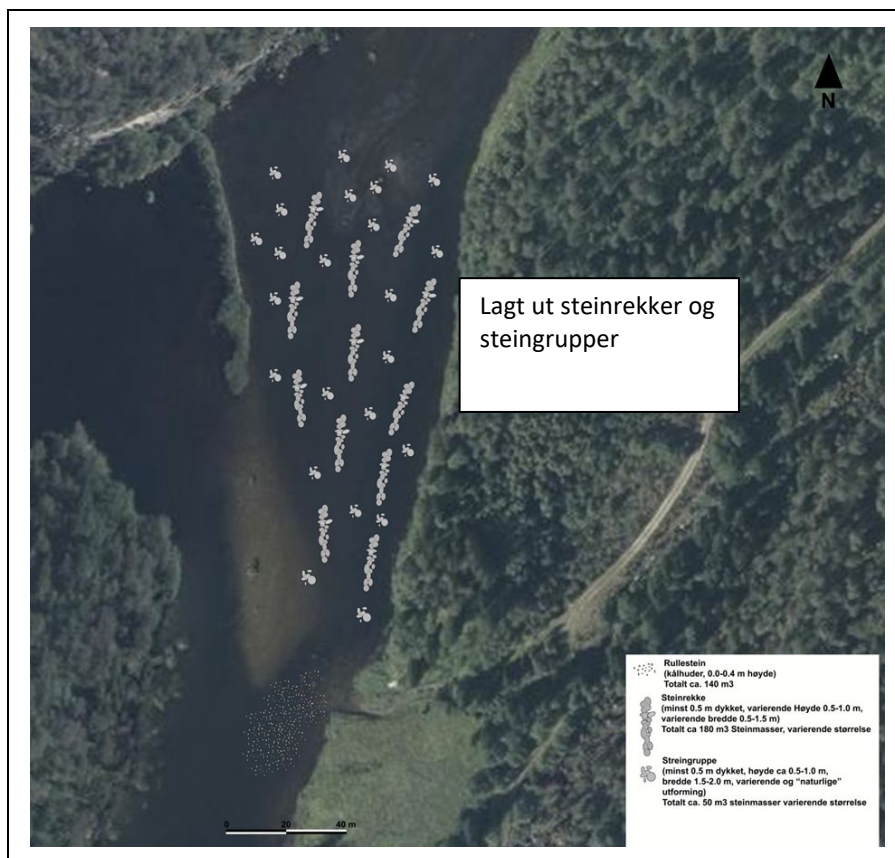 N
Lagt ut steinrekker og
steingrupper
Rullestein
(kålhuder, 0.0-0.4 m høyde)
Totalt ca. 140 m3
Steinrekke
(minst 0.5 m dykket, varierende Høyde 0.5-1.0 m,
varierende bredde 0.5-1.5 m)
Totalt ca 180 m3 Steinmasser, varierende størrelse
Streingruppe
(minst 0.5 m dykket, høyde ca 0.5-1.0m,
bredde 1.5-2.0 m, varierende og “naturlige”
utforming)
Totalt ca. 50 m3 steinmasser varierende størrelse
0 20 40 m